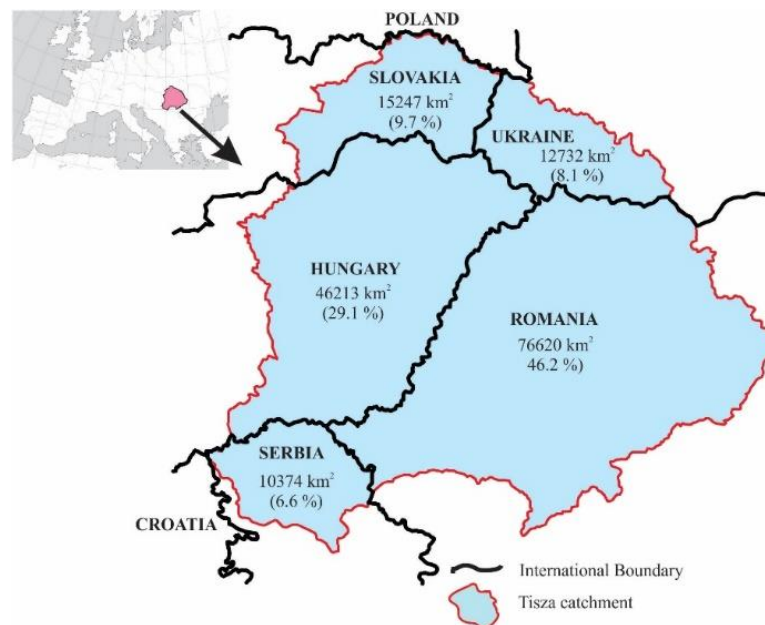 POLAND
SLOVAKIA
15247 km²
(9.7 %)
UKRAINE
12732 km²
(8.1 %)
HUNGARY
46213 km²
(29.1 %)
ROMANIA
76620 km²
46.2 %)
SERBIA
10374 km²
(6.6 %)
CROATIA
International Boundary
Tisza catchment